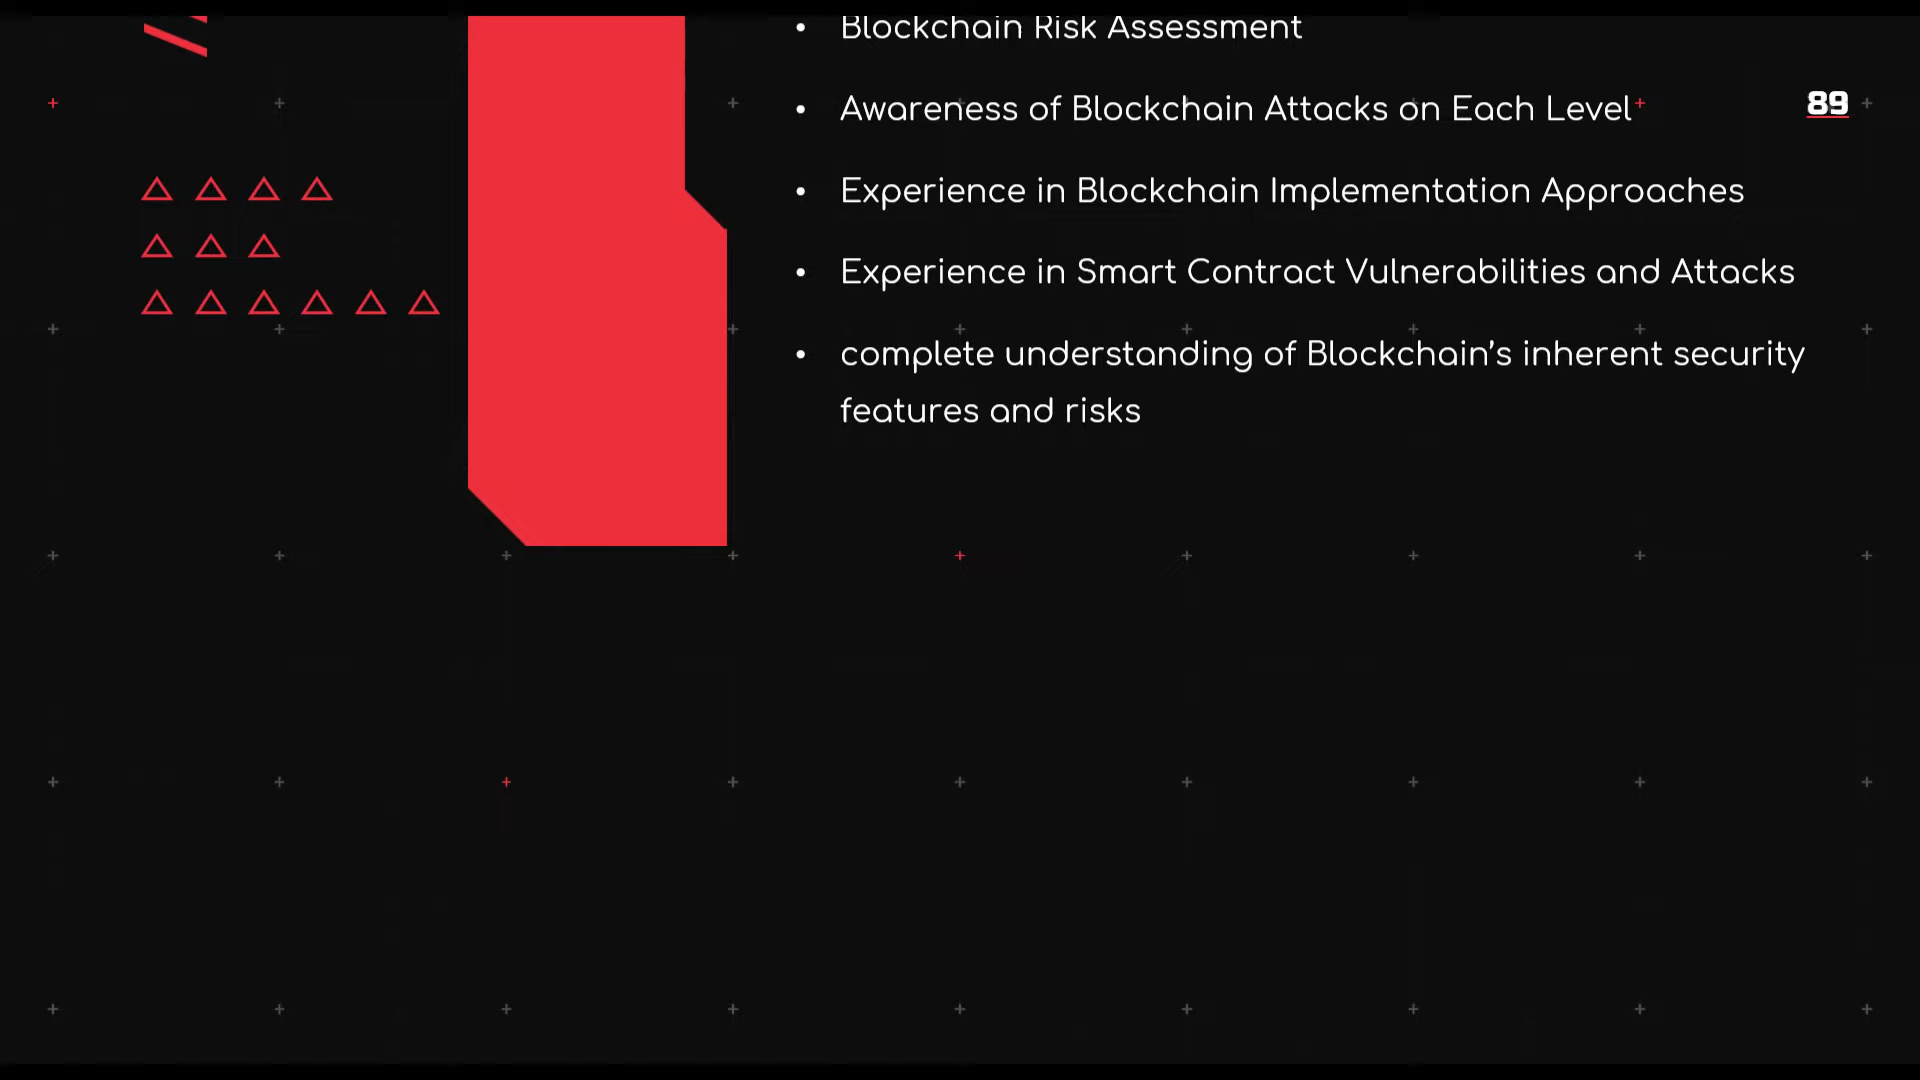 • Blockchain Risk Assessment
• Awareness of Blockchain Attacks on Each Level
89
• Experience in Blockchain Implementation Approaches
• Experience in Smart Contract Vulnerabilities and Attacks
• complete understanding of Blockchain’s inherent security
features and risks